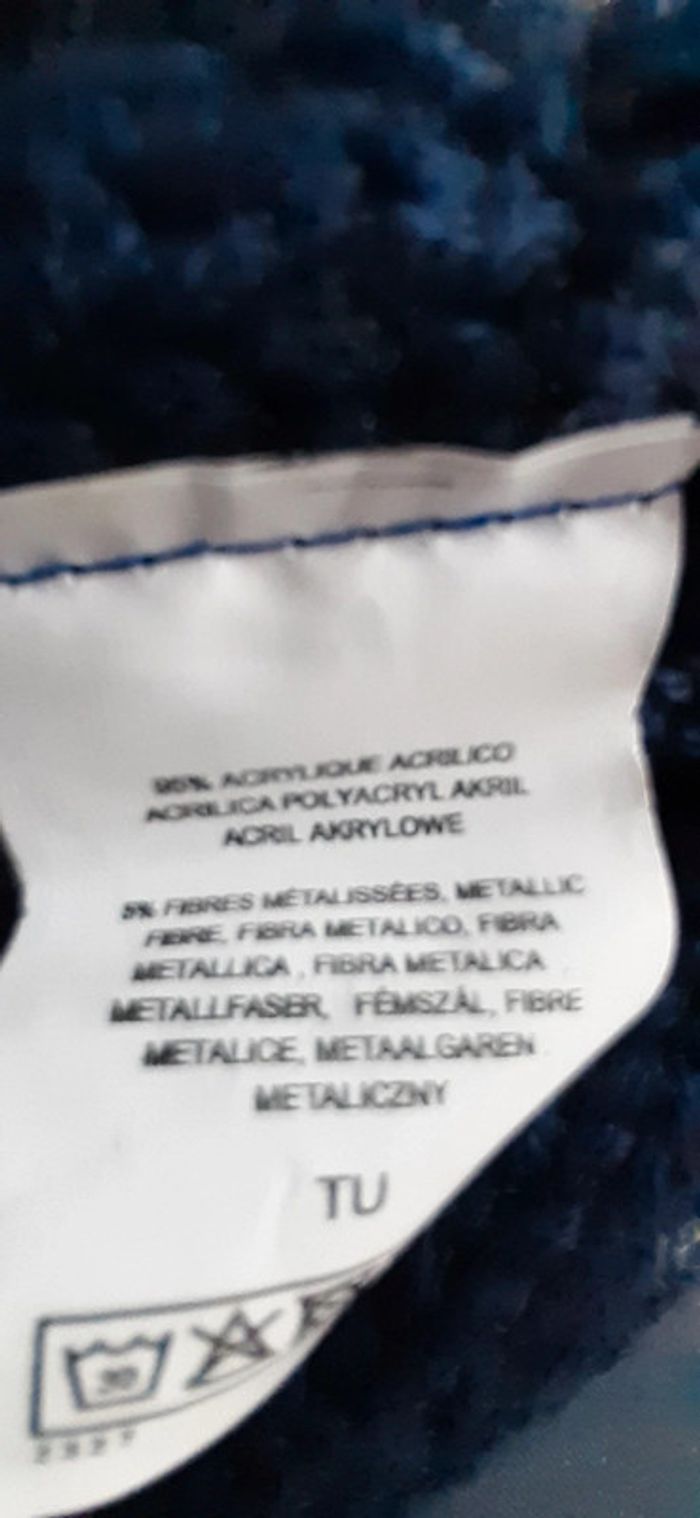 95% ACRYLIQUE ACRILICO
ACRILICA POLYACRYL AKRIL
ACRIL AKRYLOWE
5% FIBRES MÉTALISSÉES, METALLIC
FIBRE, FIBRA METALICO, FIBRA
METALLICA , FIBRA METALICA
METALLFASER, FÉMSZÁL, FIBRE
METALICE, METAALGAREN
METALICZNY
TU
30